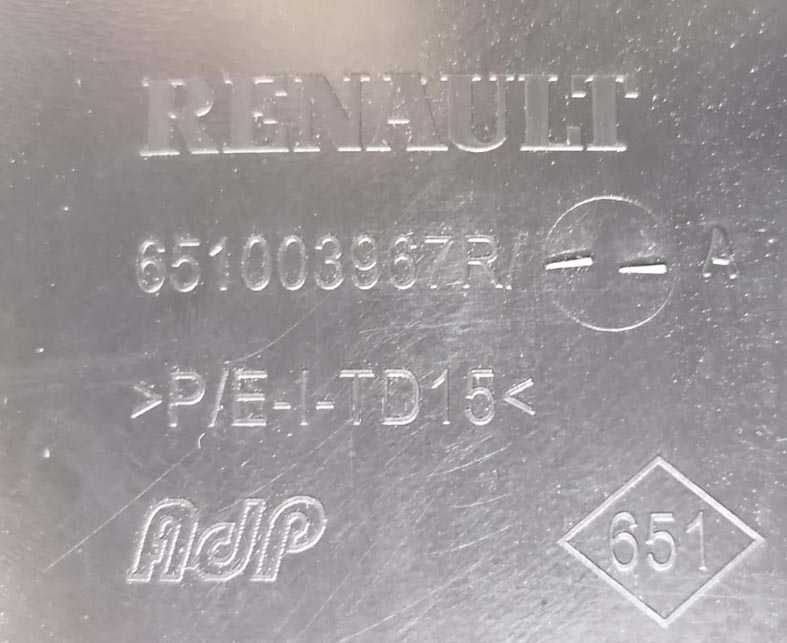 RENAULT
651003967R/-- A
>P/E-I-TD15<
AdP
651